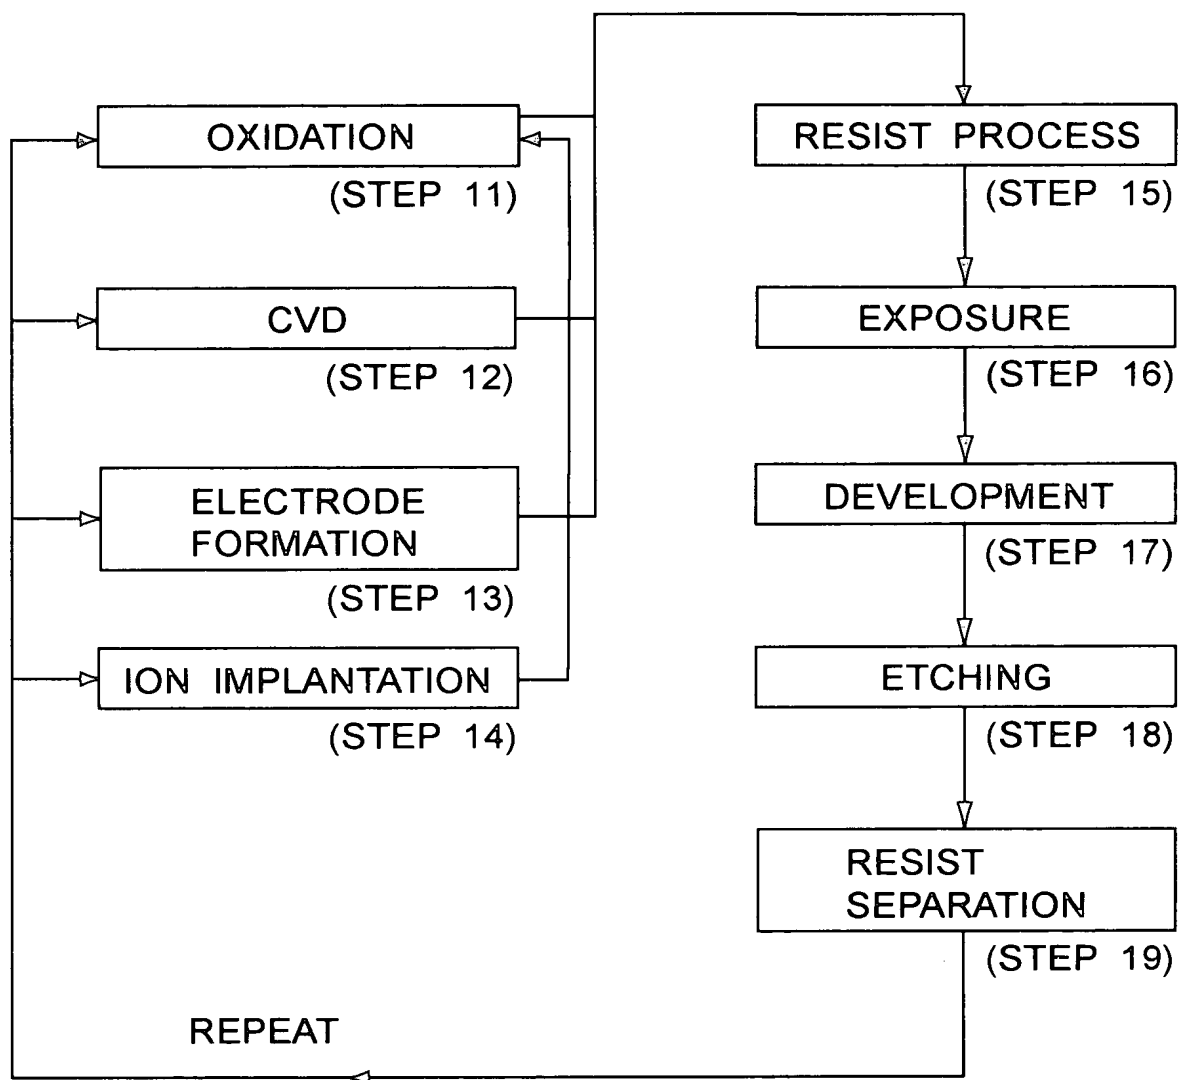 OXIDATION
(STEP 11)
CVD
(STEP 12)
ELECTRODE
FORMATION
(STEP 13)
ION IMPLANTATION
(STEP 14)
RESIST PROCESS
(STEP 15)
EXPOSURE
(STEP 16)
DEVELOPMENT
(STEP 17)
ETCHING
(STEP 18)
RESIST
SEPARATION
(STEP 19)
REPEAT